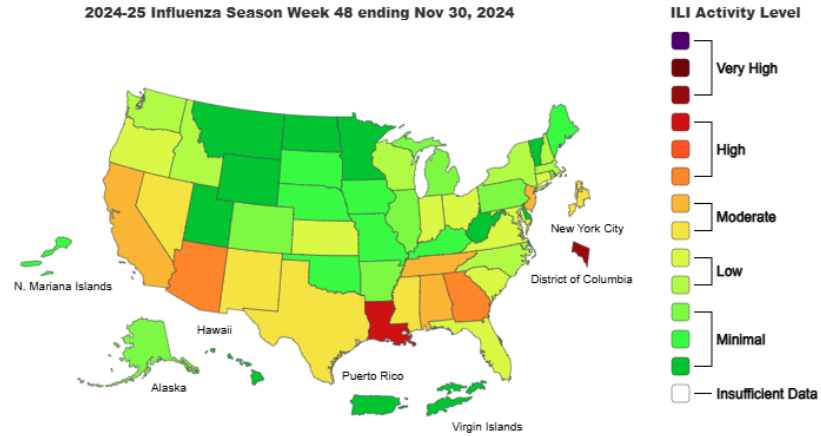 2024-25 Influenza Season Week 48 ending Nov 30, 2024
ILI Activity Level
Very High
High
Moderate
New York City
Low
District of Columbia
N. Mariana Islands
Hawaii
Minimal
Alaska
Puerto Rico
Insufficient Data
Virgin Islands